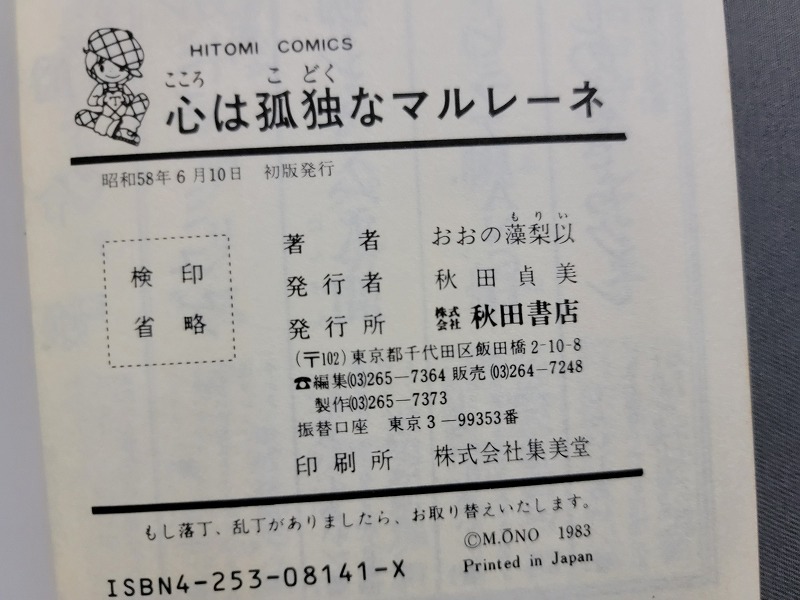 HITOMI COMICS
こころ こ どく
心は孤独なマルレーネ
昭和58年6月10日 初版発行
検印
省略
もりい
著者 おおの藻梨以
発行者 秋田貞美
発行所 株式会社 秋田書店
(〒102)東京都千代田区飯田橋2-10-8
☎編集(03)265-7364 販売(03)264-7248
製作(03)265-7373
振替口座 東京3-99353番
印刷所 株式会社集美堂
もし落丁、乱丁がありましたら、お取り替えいたします。
©M.ŌNO 1983
Printed in Japan
ISBN4-253-08141-X